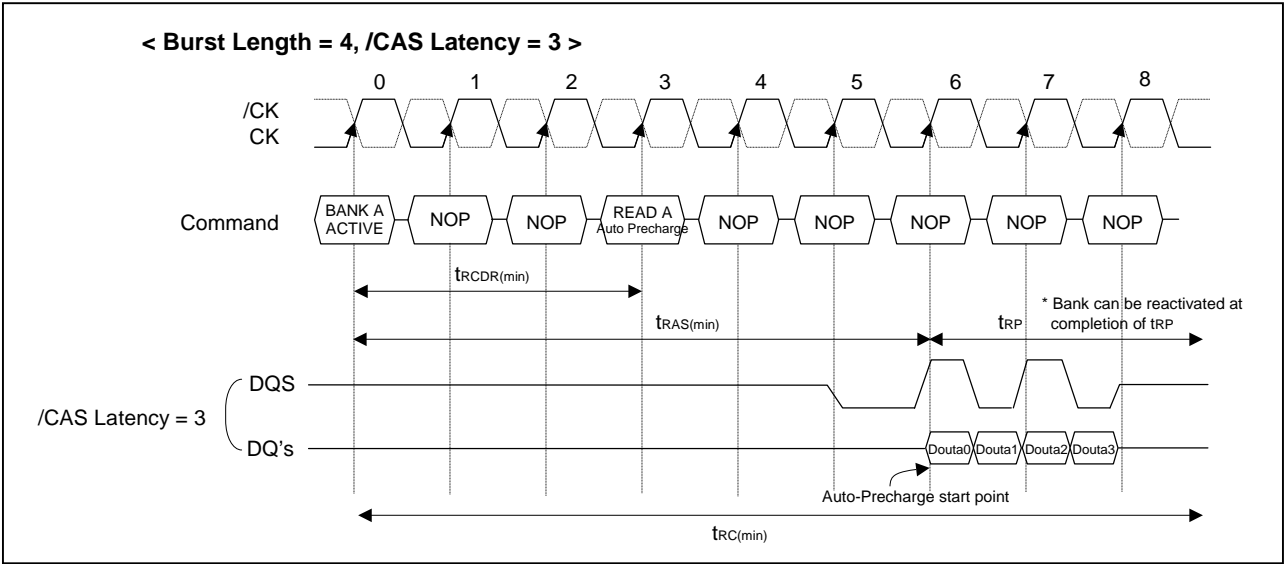 < Burst Length = 4, /CAS Latency = 3 >
0 1 2 3 4 5 6 7 8
/CK
CK
Command
BANK A
ACTIVE
NOP
NOP
READ A
Auto Precharge
NOP
NOP
NOP
NOP
NOP
tRCDR(min)
tRAS(min)
tRP
* Bank can be reactivated at
completion of tRP
DQS
/CAS Latency = 3
DQ's
Douta0 Douta1 Douta2 Douta3
Auto-Precharge start point
tRC(min)